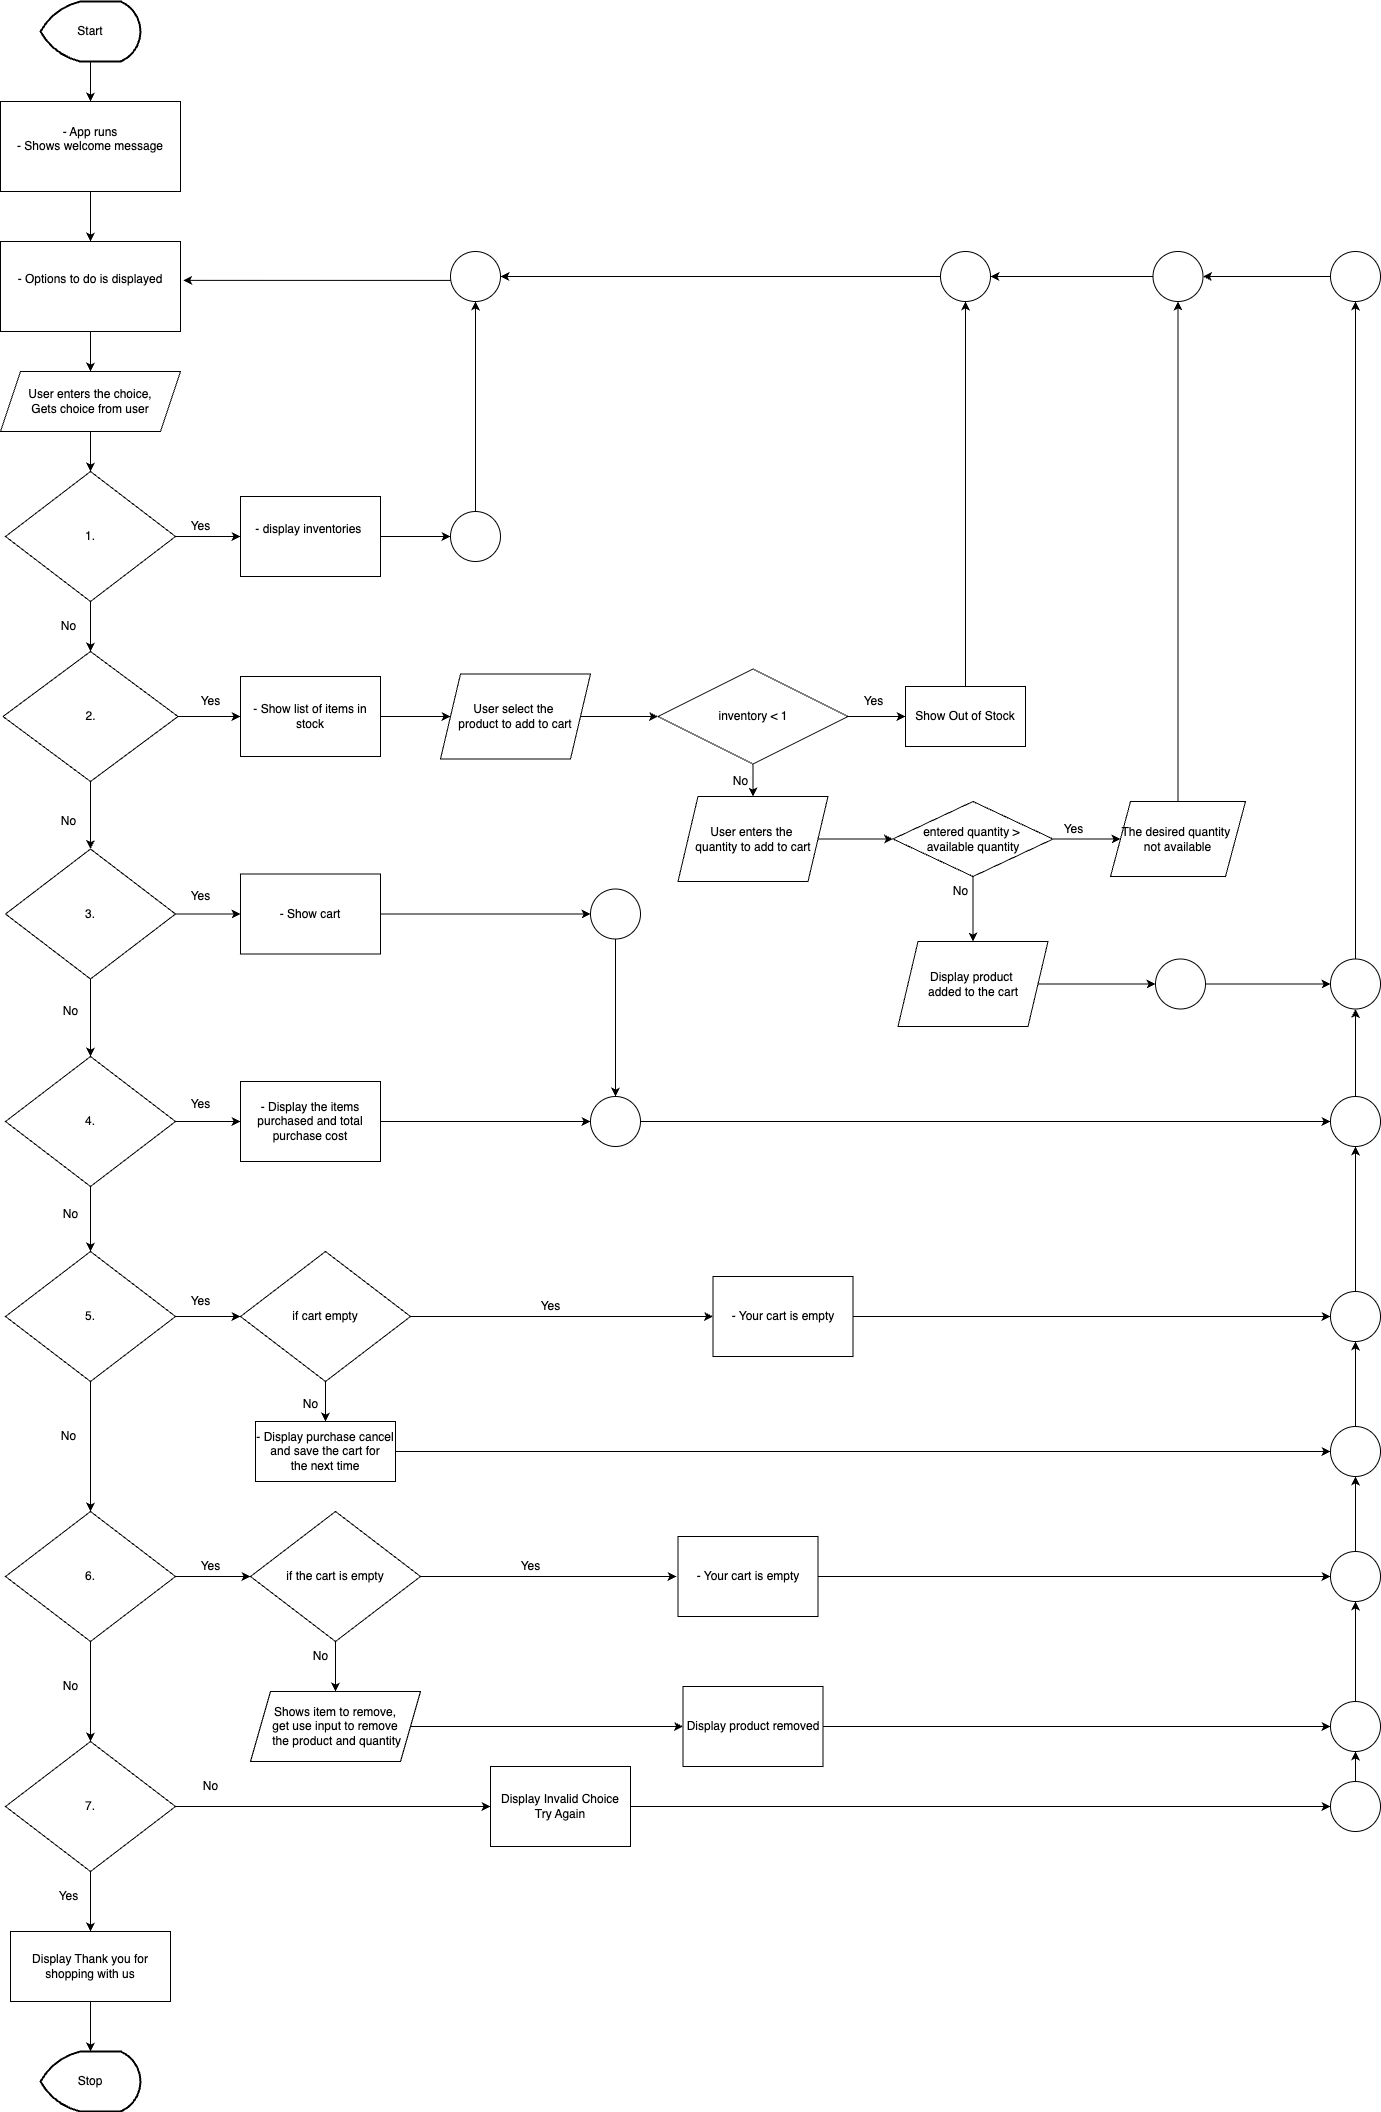 Start
- App runs
- Shows welcome message
- Options to do is displayed
User enters the choice,
Gets choice from user
1.
Yes
- display inventories
No
2.
Yes
- Show list of items in
stock
User select the
product to add to cart
inventory < 1
Yes
Show Out of Stock
No
User enters the
quantity to add to cart
entered quantity >
available quantity
Yes
The desired quantity
not available
No
Display product
added to the cart
No
3.
Yes
- Show cart
No
4.
Yes
- Display the items
purchased and total
purchase cost
No
5.
Yes
if cart empty
Yes
- Your cart is empty
No
- Display purchase cancel
and save the cart for
the next time
No
6.
Yes
if the cart is empty
Yes
- Your cart is empty
No
Shows item to remove,
get use input to remove
the product and quantity
Display product removed
No
7.
No
Display Invalid Choice
Try Again
Yes
Display Thank you for
shopping with us
Stop